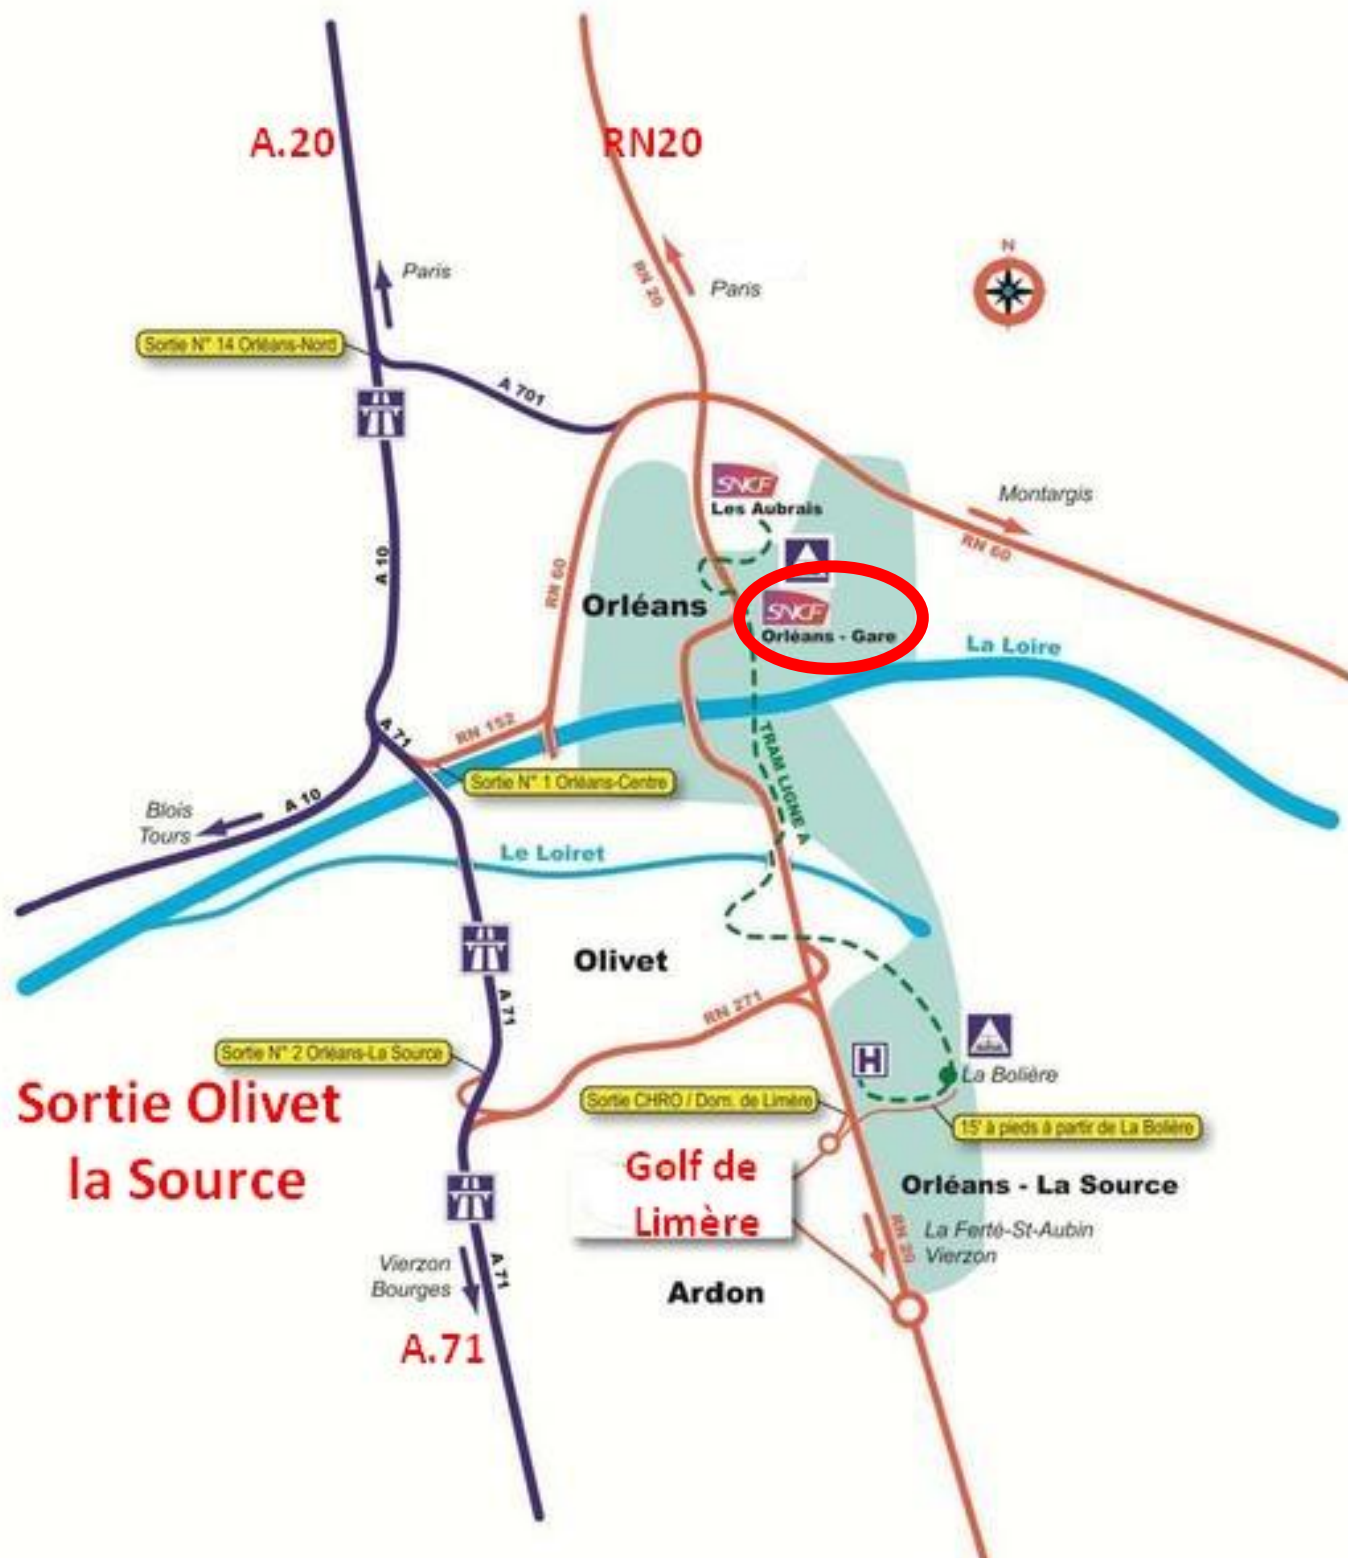 A.20
RN20
N
Paris
RN 20
Paris
Sortie N° 14 Orléans-Nord
A 701
SNCF
Les Aubrais
Montargis
RN 60
A 10
RN 60
Orléans
SNCF
Orléans - Gare
La Loire
A 71
RN 152
TRAM LIGNE A
Sortie N° 1 Orléans-Centre
A 10
Blois
Tours
Le Loiret
Olivet
A 71
RN 271
Sortie N° 2 Orléans-La Source
H
La Bolière
Sortie Olivet
la Source
Sortie CHRO / Dom. de Limère
15' à pieds à partir de La Bolière
Golf de
Limère
Orléans - La Source
RN 20
La Ferté-St-Aubin
Vierzon
Vierzon
Bourges
A 71
Ardon
A.71